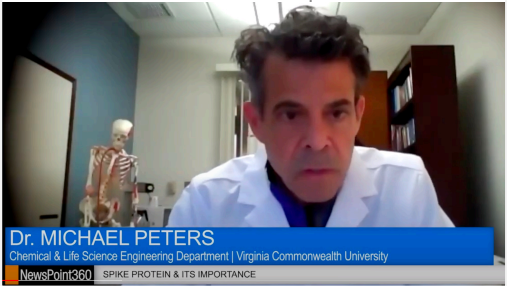 Dr. MICHAEL PETERS
Chemical & Life Science Engineering Department | Virginia Commonwealth University
NewsPoint360 SPIKE PROTEIN & ITS IMPORTANCE